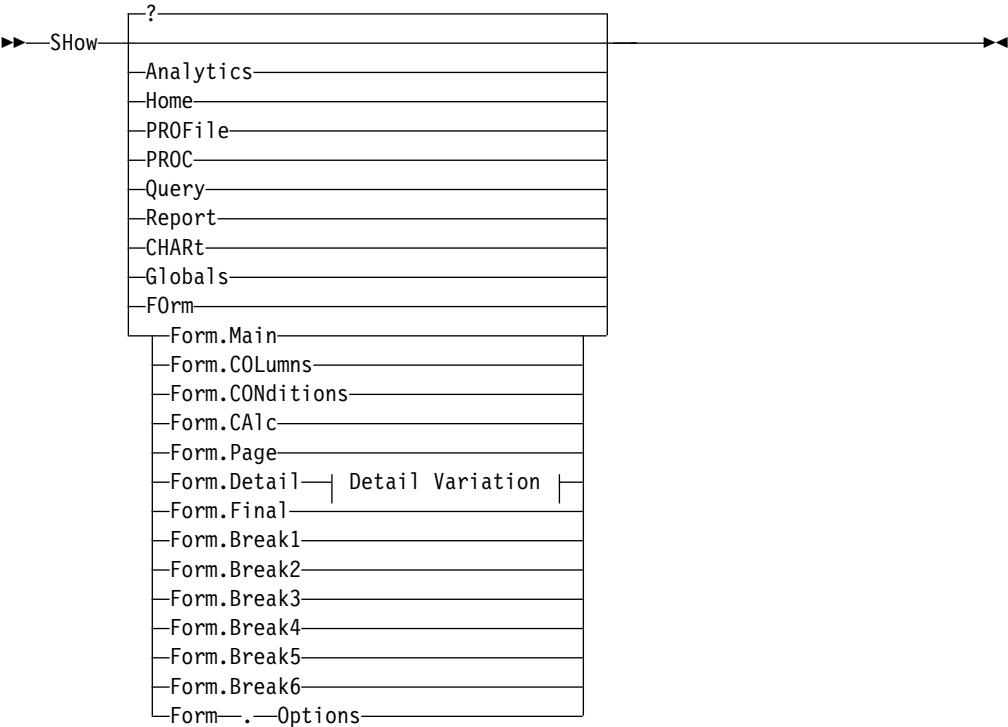 ?
SHow
Analytics
Home
PROFile
PROC
Query
Report
CHARt
Globals
FOrm
Form.Main
Form.COLumns
Form.CONditions
Form.CAlc
Form.Page
Form.Detail Detail Variation
Form.Final
Form.Break1
Form.Break2
Form.Break3
Form.Break4
Form.Break5
Form.Break6
Form . Options